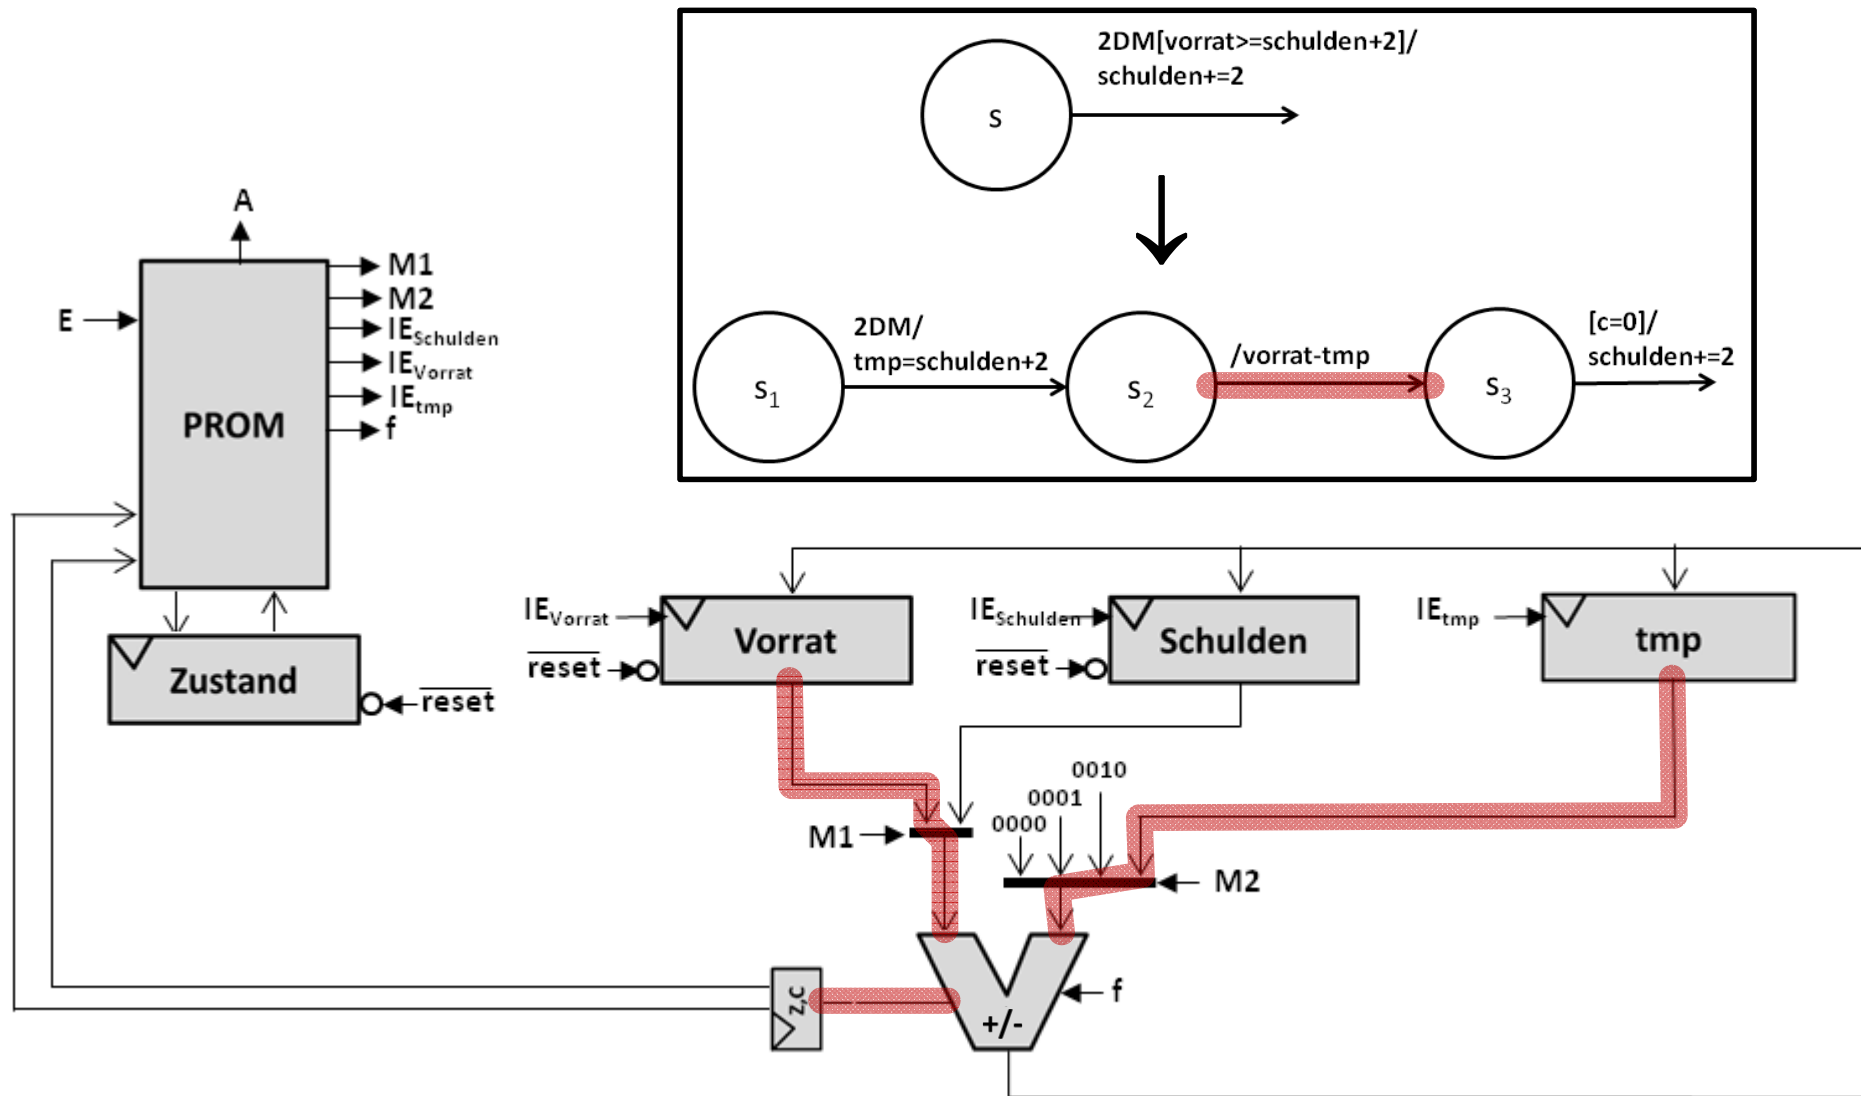 2DM[vorrat>=schulden+2]/
schulden+=2
s
2DM/
tmp=schulden+2
/vorrat-tmp
[c=0]/
schulden+=2
s1
s2
s3
A
M1
M2
E
IESchulden
IEVorrat
IEtmp
f
PROM
Zustand
reset
IEVorrat
reset
Vorrat
IESchulden
reset
Schulden
IEtmp
tmp
0010
0001
0000
M1
M2
z,c
+/-
f